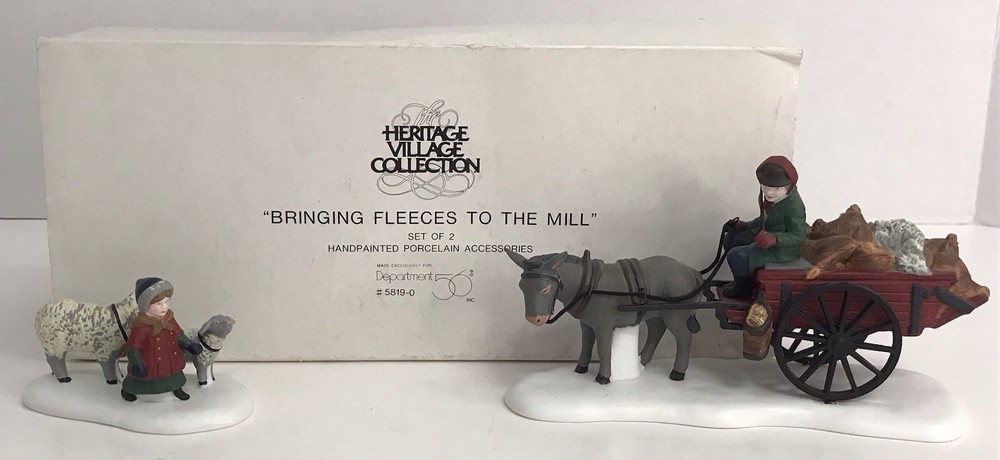 The
HERITAGE
VILLAGE
COLLECTION
"BRINGING FLEECES TO THE MILL"
SET OF 2
HANDPAINTED PORCELAIN ACCESSORIES
MADE EXCLUSIVELY FOR
Department 56®
# 5819-0 INC.